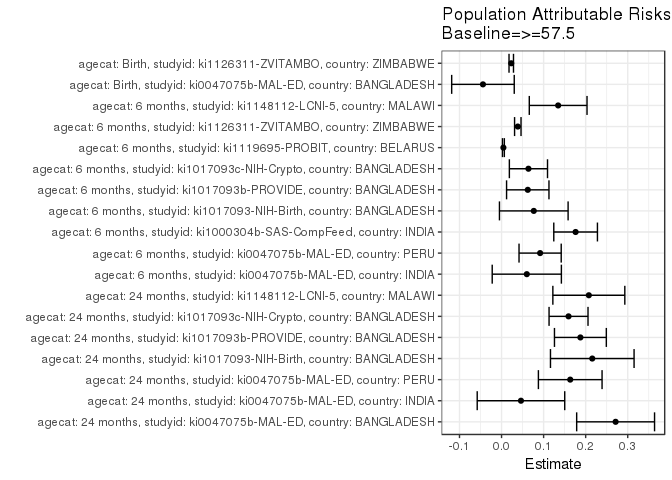 Population Attributable Risks
Baseline=>=57.5
agecat: Birth, studyid: ki1126311-ZVITAMBO, country: ZIMBABWE
agecat: Birth, studyid: ki0047075b-MAL-ED, country: BANGLADESH
agecat: 6 months, studyid: ki1148112-LCNI-5, country: MALAWI
agecat: 6 months, studyid: ki1126311-ZVITAMBO, country: ZIMBABWE
agecat: 6 months, studyid: ki1119695-PROBIT, country: BELARUS
agecat: 6 months, studyid: ki1017093c-NIH-Crypto, country: BANGLADESH
agecat: 6 months, studyid: ki1017093b-PROVIDE, country: BANGLADESH
agecat: 6 months, studyid: ki1017093-NIH-Birth, country: BANGLADESH
agecat: 6 months, studyid: ki1000304b-SAS-CompFeed, country: INDIA
agecat: 6 months, studyid: ki0047075b-MAL-ED, country: PERU
agecat: 6 months, studyid: ki0047075b-MAL-ED, country: INDIA
agecat: 24 months, studyid: ki1148112-LCNI-5, country: MALAWI
agecat: 24 months, studyid: ki1017093c-NIH-Crypto, country: BANGLADESH
agecat: 24 months, studyid: ki1017093b-PROVIDE, country: BANGLADESH
agecat: 24 months, studyid: ki1017093-NIH-Birth, country: BANGLADESH
agecat: 24 months, studyid: ki0047075b-MAL-ED, country: PERU
agecat: 24 months, studyid: ki0047075b-MAL-ED, country: INDIA
agecat: 24 months, studyid: ki0047075b-MAL-ED, country: BANGLADESH
-0.1 0.0 0.1 0.2 0.3
Estimate